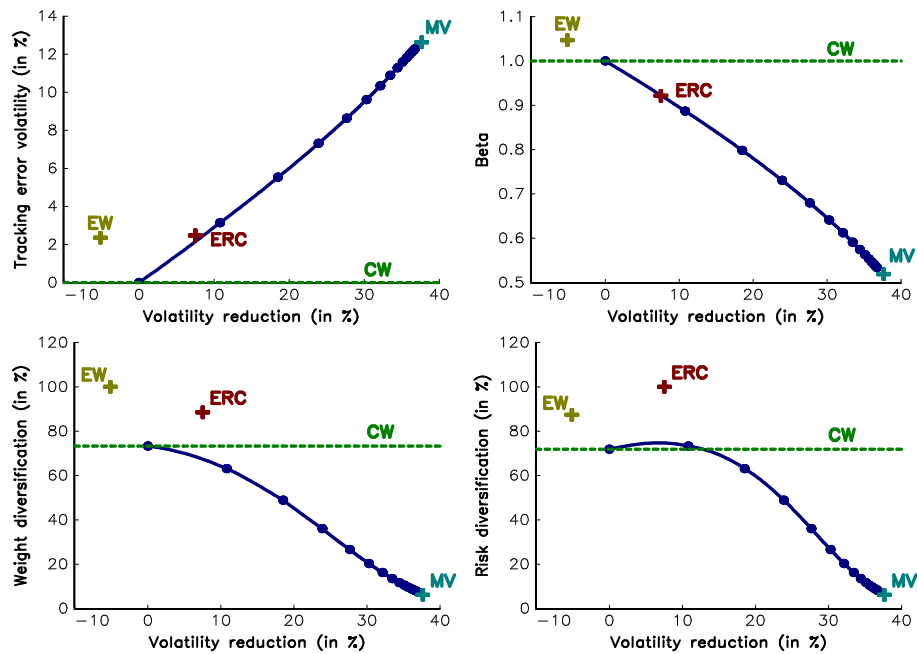 Tracking error volatility (in %)
14
12
10
8
6
4
2
0
EW
ERC
CW
MV
−10 0 10 20 30 40
Volatility reduction (in %)
Beta
1.1
1.0
0.9
0.8
0.7
0.6
0.5
EW
CW
ERC
MV
−10 0 10 20 30 40
Volatility reduction (in %)
Weight diversification (in %)
120
100
80
60
40
20
0
EW
ERC
CW
MV
−10 0 10 20 30 40
Volatility reduction (in %)
Risk diversification (in %)
120
100
80
60
40
20
0
ERC
EW
CW
MV
−10 0 10 20 30 40
Volatility reduction (in %)